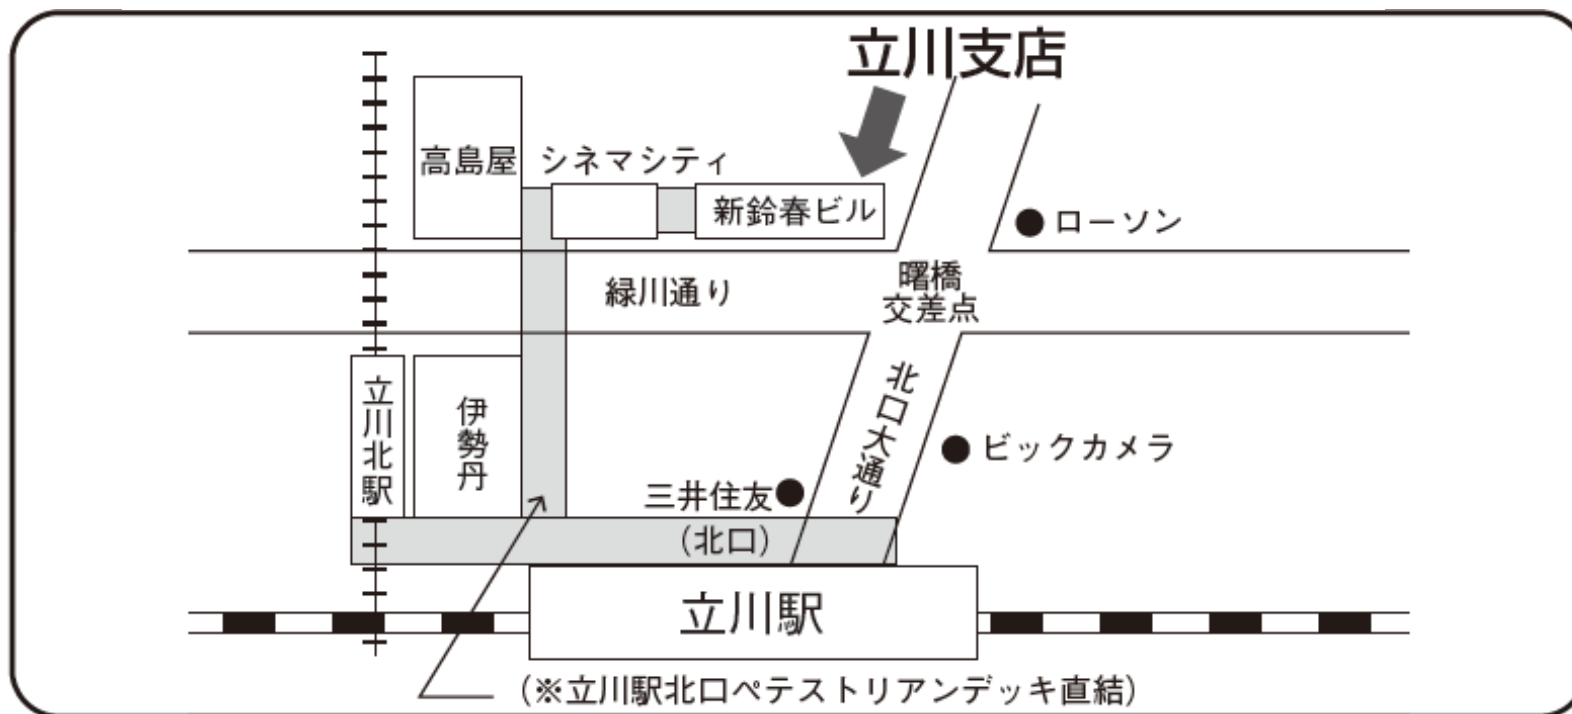 立川支店
高島屋
シネマシティ
新鈴春ビル
ローソン
緑川通り
曙橋
交差点
立川北駅
伊勢丹
北口大通り
ビックカメラ
三井住友
(北口)
立川駅
(※立川駅北口ペテストリアンデッキ直結)